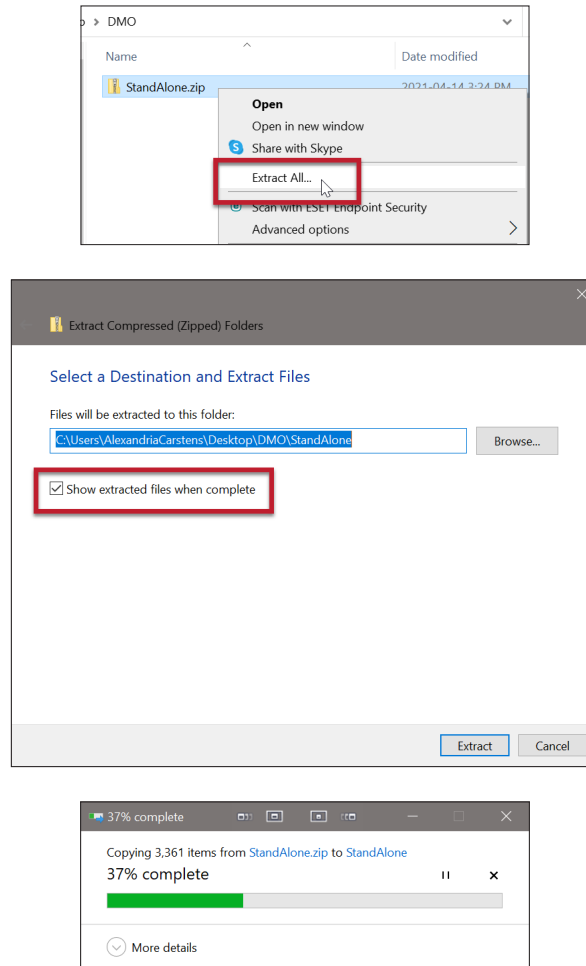 DMO
Name
Date modified
StandAlone.zip
2021-04-14 3:24 PM
Open
Open in new window
Share with Skype
Extract All...
Scan with ESET Endpoint Security
Advanced options
Extract Compressed (Zipped) Folders
Select a Destination and Extract Files
Files will be extracted to this folder:
C:\Users\AlexandriaCarstens\Desktop\DMO\StandAlone
Browse...
Show extracted files when complete
Extract
Cancel
37% complete
Copying 3,361 items from StandAlone.zip to StandAlone
37% complete
More details